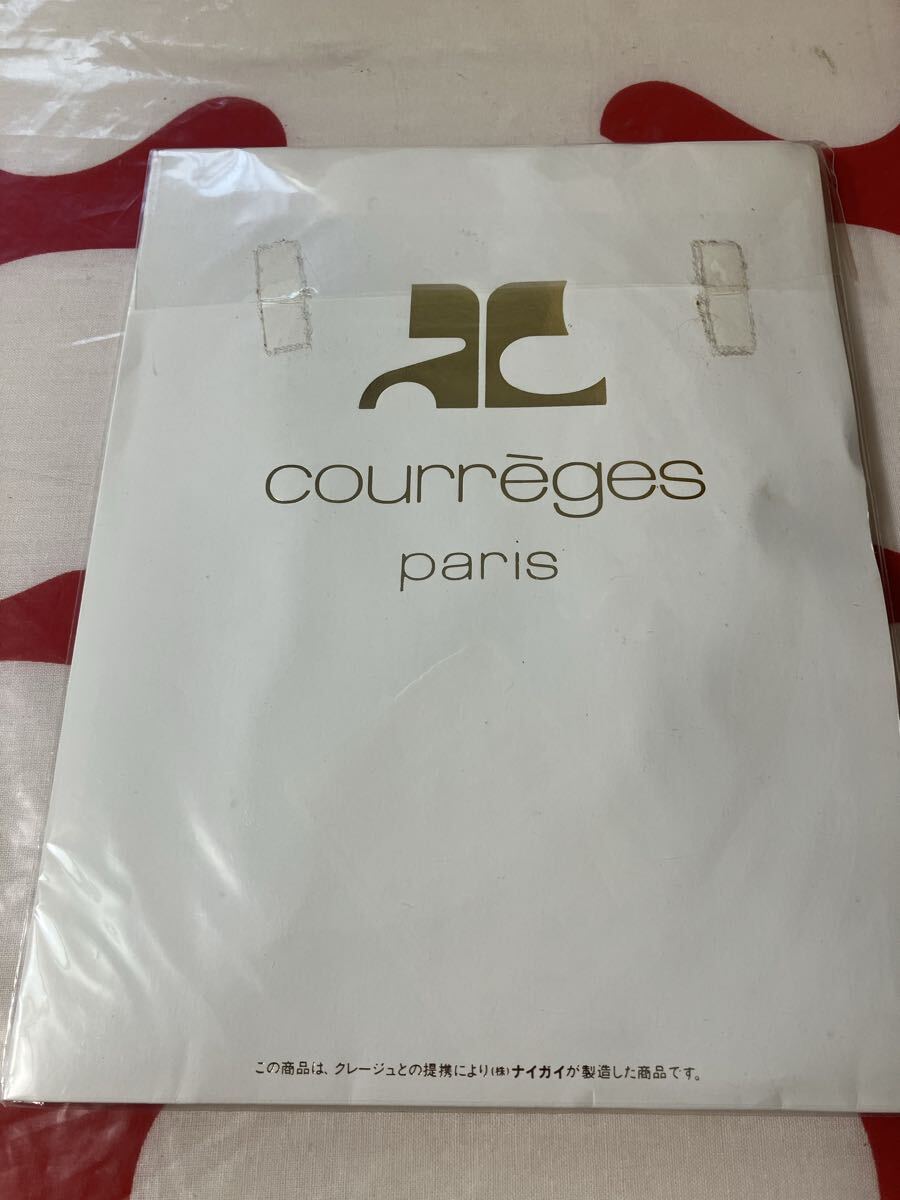 courrèges
paris
この商品は、クレージュとの提携により(株)ナイガイが製造した商品です。